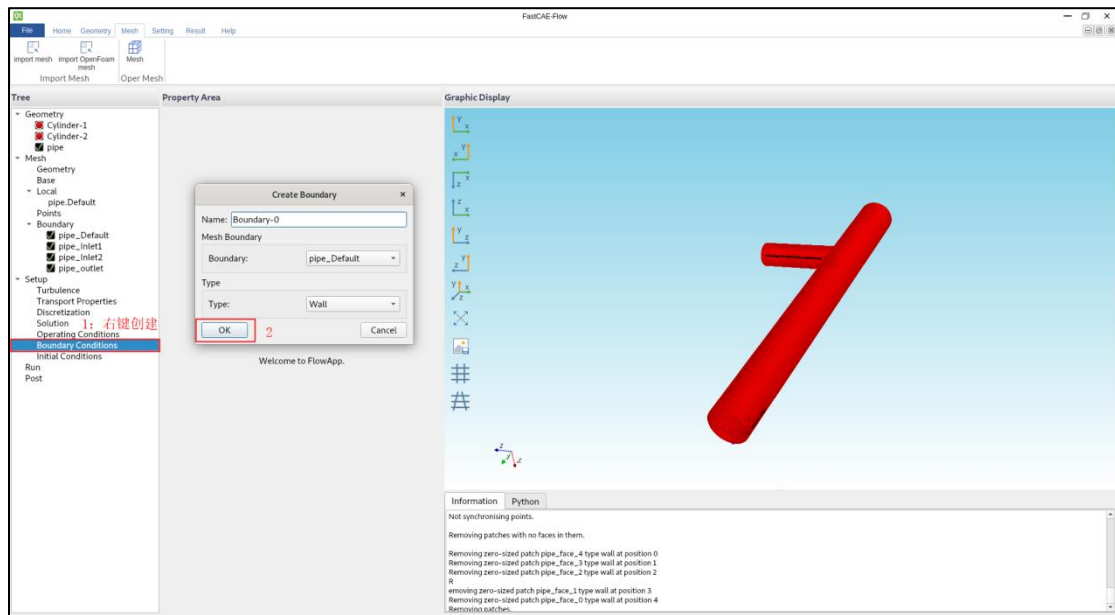 Qt
FastCAE-Flow
File Home Geometry Mesh Setting Result Help
import mesh import OpenFoam mesh Mesh
Import Mesh Oper Mesh
Tree
Geometry
Cylinder-1
Cylinder-2
pipe
Mesh
Geometry
Base
Local
pipe.Default
Points
Boundary
pipe_Default
pipe_Inlet1
pipe_Inlet2
pipe_outlet
Setup
Turbulence
Transport Properties
Discretization
Solution
1：右键创建
Operating Conditions
Boundary Conditions
Initial Conditions
Run
Post
Property Area
Create Boundary ×
Name: Boundary-0
Mesh Boundary
Boundary: pipe_Default
Type
Type: Wall
OK 2 Cancel
Welcome to FlowApp.
Graphic Display
Y x
x Y
z x
z x
Y z
z Y
Y x z
z Y z
Information Python
Not synchronising points.
Removing patches with no faces in them.
Removing zero-sized patch pipe_face_4 type wall at position 0
Removing zero-sized patch pipe_face_3 type wall at position 1
Removing zero-sized patch pipe_face_2 type wall at position 2
R
emoving zero-sized patch pipe_face_1 type wall at position 3
Removing zero-sized patch pipe_face_0 type wall at position 4
Removing patches.